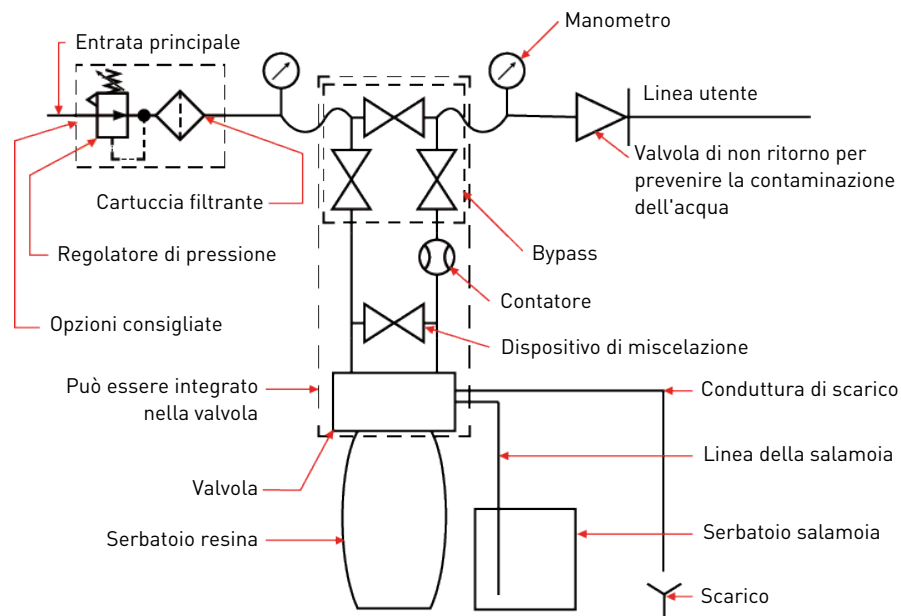 Manometro
Entrata principale
Linea utente
Valvola di non ritorno per
prevenire la contaminazione
dell'acqua
Cartuccia filtrante
Regolatore di pressione
Bypass
Contatore
Opzioni consigliate
Dispositivo di miscelazione
Può essere integrato
nella valvola
Conduttura di scarico
Linea della salamoia
Valvola
Serbatoio resina
Serbatoio salamoia
Scarico